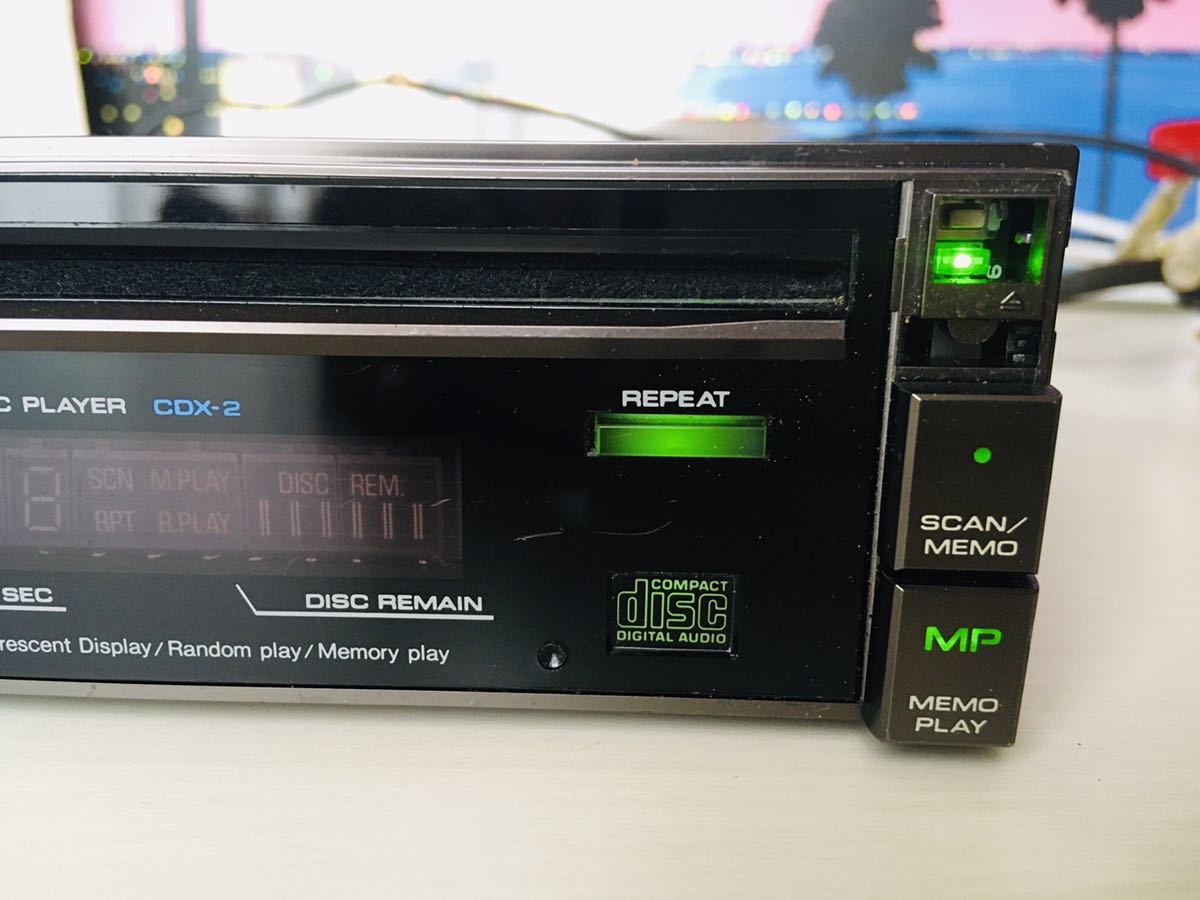 C PLAYER CDX-2
REPEAT
SCN M.PLAY DISC REM.
RPT R.PLAY
SEC
DISC REMAIN
rescent Display/Random play/Memory play
COMPACT
disc
DIGITAL AUDIO
SCAN/
MEMO
MP
MEMO
PLAY